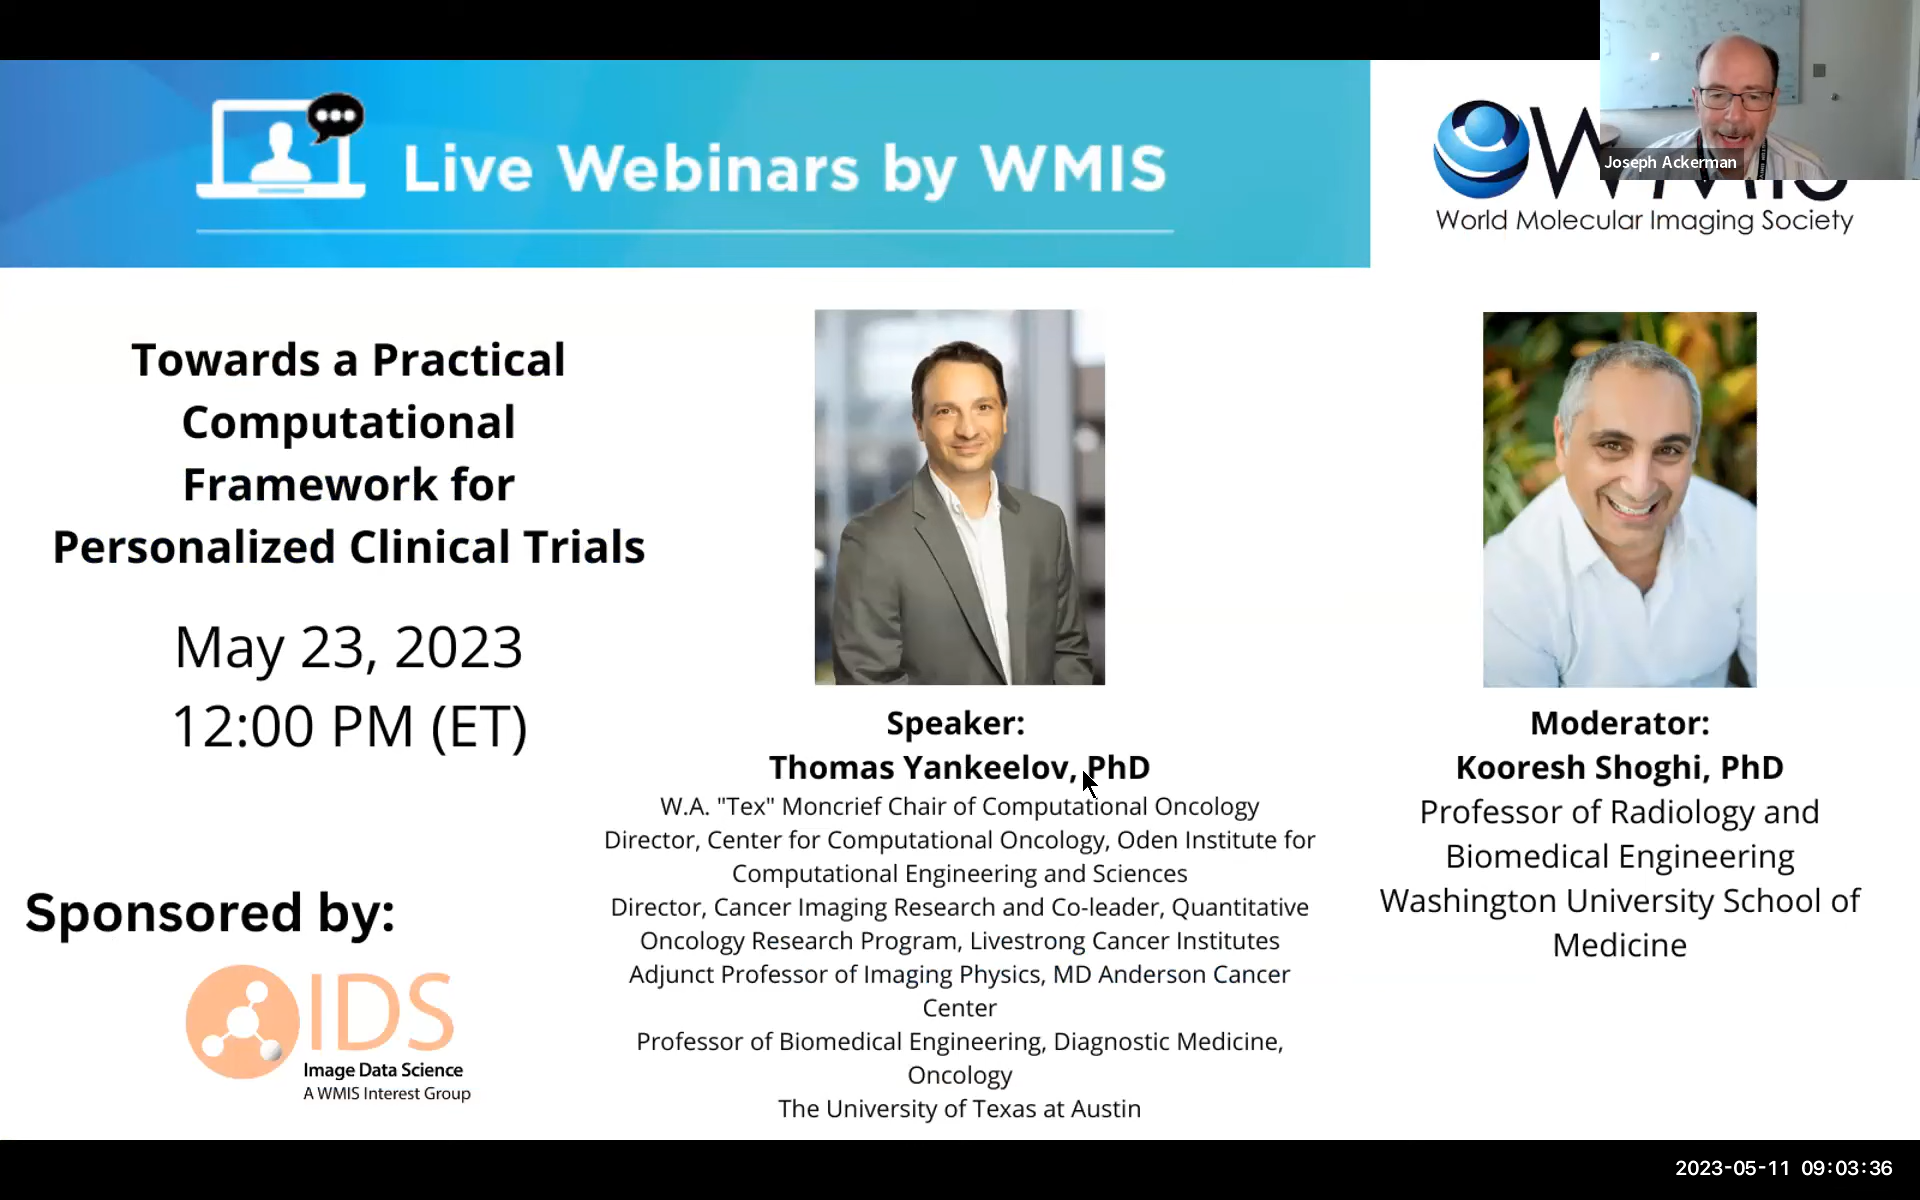 Live Webinars by WMIS
World Molecular Imaging Society
Joseph Ackerman
Towards a Practical
Computational
Framework for
Personalized Clinical Trials
May 23, 2023
12:00 PM (ET)
Sponsored by:
IDS
Image Data Science
A WMIS Interest Group
Speaker:
Thomas Yankeelov, PhD
W.A. "Tex" Moncrief Chair of Computational Oncology
Director, Center for Computational Oncology, Oden Institute for
Computational Engineering and Sciences
Director, Cancer Imaging Research and Co-leader, Quantitative
Oncology Research Program, Livestrong Cancer Institutes
Adjunct Professor of Imaging Physics, MD Anderson Cancer
Center
Professor of Biomedical Engineering, Diagnostic Medicine,
Oncology
The University of Texas at Austin
Moderator:
Kooresh Shoghi, PhD
Professor of Radiology and
Biomedical Engineering
Washington University School of
Medicine
2023-05-11 09:03:36